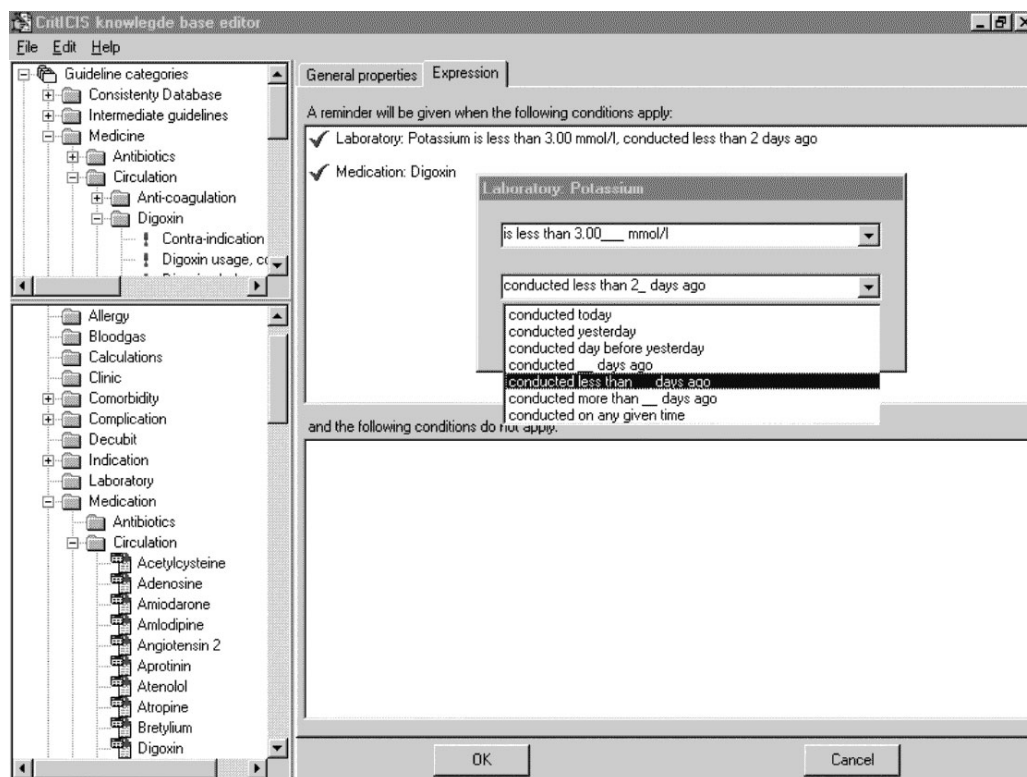 CritICIS knowlegde base editor
File Edit Help
Guideline categories
Consistenty Database
Intermediate guidelines
Medicine
Antibiotics
Circulation
Anti-coagulation
Digoxin
Contra-indication
Digoxin usage, co
Allergy
Bloodgas
Calculations
Clinic
Comorbidity
Complication
Decubit
Indication
Laboratory
Medication
Antibiotics
Circulation
Acetylcysteine
Adenosine
Amiodarone
Amlodipine
Angiotensin 2
Aprotinin
Atenolol
Atropine
Bretylium
Digoxin
General properties Expression
A reminder will be given when the following conditions apply:
Laboratory: Potassium is less than 3.00 mmol/l, conducted less than 2 days ago
Medication: Digoxin
Laboratory: Potassium
is less than 3.00___ mmol/l
conducted less than 2_ days ago
conducted today
conducted yesterday
conducted day before yesterday
conducted __ days ago
conducted less than __ days ago
conducted more than __ days ago
conducted on any given time
and the following conditions do not apply:
OK Cancel